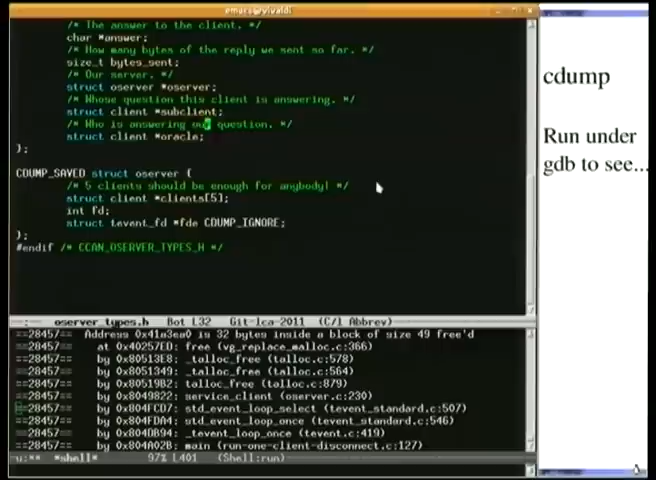 emacs@vivaldi
/* The answer to the client. */
char *answer;
/* How many bytes of the reply we sent so far. */
size_t bytes_sent;
/* Our server. */
struct oserver *oserver;
/* Whose question this client is answering. */
struct client *subclient;
/* Who is answering our question. */
struct client *oracle;
};
CDUMP_SAVED struct oserver {
/* 5 clients should be enough for anybody! */
struct client *clients[5];
int fd;
struct tevent_fd *fde CDUMP_IGNORE;
};
#endif /* CCAN_OSERVER_TYPES_H */
oserver_types.h Bot L32 Git-lca-2011 (C/l Abbrev)
==28457== Address 0x41a3ea0 is 32 bytes inside a block of size 49 free'd
==28457== at 0x40257ED: free (vg_replace_malloc.c:366)
==28457== by 0x80513E8: _talloc_free (talloc.c:578)
==28457== by 0x8051349: _talloc_free (talloc.c:564)
==28457== by 0x80519B2: talloc_free (talloc.c:879)
==28457== by 0x8049822: service_client (oserver.c:230)
==28457== by 0x804FCD7: std_event_loop_select (tevent_standard.c:507)
==28457== by 0x804FDA4: std_event_loop_once (tevent_standard.c:546)
==28457== by 0x804DB94: _tevent_loop_once (tevent.c:419)
==28457== by 0x804A02B: main (run-one-client-disconnect.c:127)
u:** *shell* 97% L401 (Shell:run)
cdump
Run under
gdb to see...